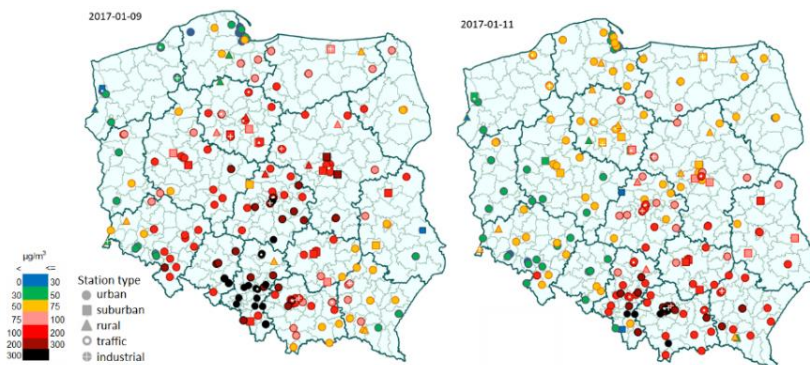 2017-01-09
2017-01-11
µg/m³
< <=
30
30 50
50 75
75 100
100 200
200 300
300
Station type
urban
suburban
rural
traffic
industrial